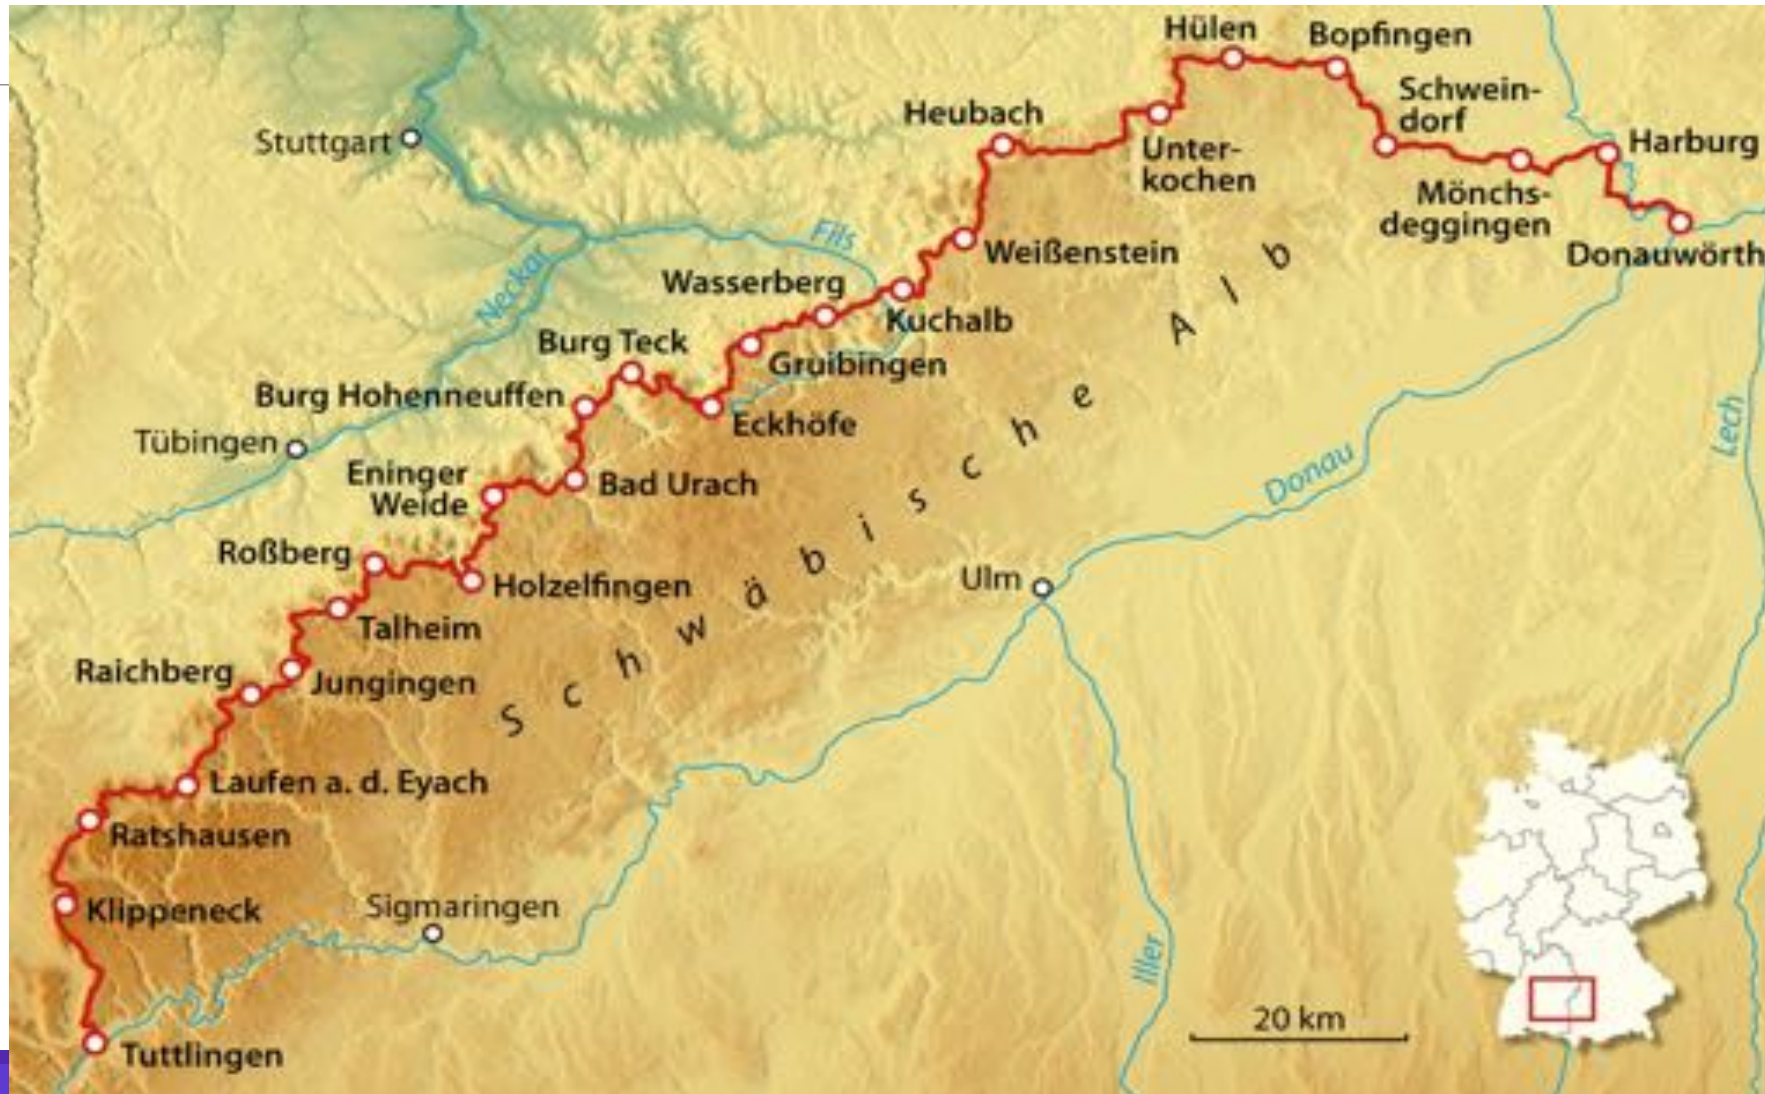 Hülen
Bopfingen
Schwein-
dorf
Heubach
Harburg
Stuttgart
Unter-
kochen
Mönchs-
deggingen
Donauwörth
Fils
Weißenstein
Neckar
Wasserberg
Kuchalb
Burg Teck
Gruibingen
Burg Hohenneuffen
Eckhöfe
Lech
Tübingen
Eninger
Weide
Bad Urach
Donau
Roßberg
Holzelfingen
Schwäbische Alb
Ulm
Talheim
Raichberg
Jungingen
Laufen a. d. Eyach
Ratshausen
Klippeneck
Sigmaringen
Iller
20 km
Tuttlingen